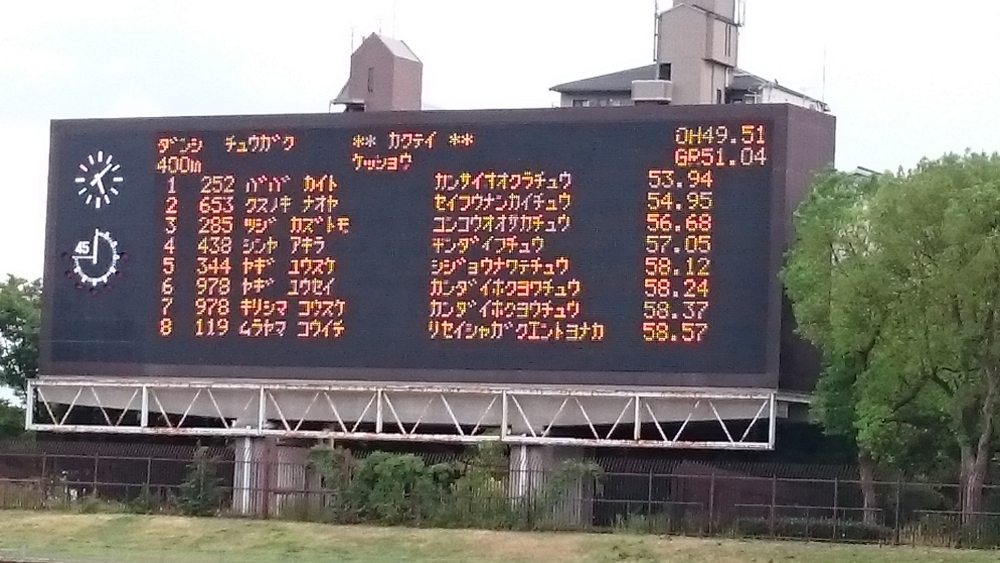 ダンシ チュウガク ** カクテイ ** OH49.51
400m ケッショウ GR51.04
1 252 ババ カイト カンサイサオクラチュウ 53.94
2 653 クスノキ ナオヤ セイフウナンカイチュウ 54.95
3 285 ツジ カズトモ コンコウオオサカチュウ 56.68
4 438 シンヤ アキラ チンダイフチュウ 57.05
5 344 ヤギ ユウスケ シジョウナワテチュウ 58.12
6 978 ヤギ ユウセイ カンダイホクヨウチュウ 58.24
7 978 キリシマ コウスケ カンダイホクヨウチュウ 58.37
8 119 ムラヤマ コウイチ リセイシャガクエントヨナカ 58.57
45